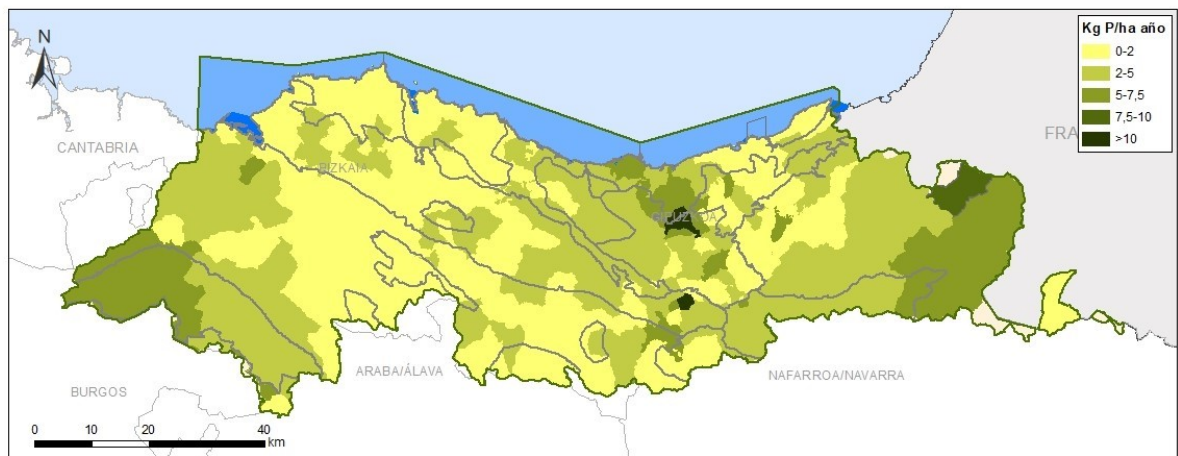 N
Kg P/ha año
0-2
2-5
5-7,5
7,5-10
>10
CANTABRIA
BIZKAIA
GIPUZKOA
FRA
BURGOS
ARABA/ÁLAVA
NAFARROA/NAVARRA
0 10 20 40
km